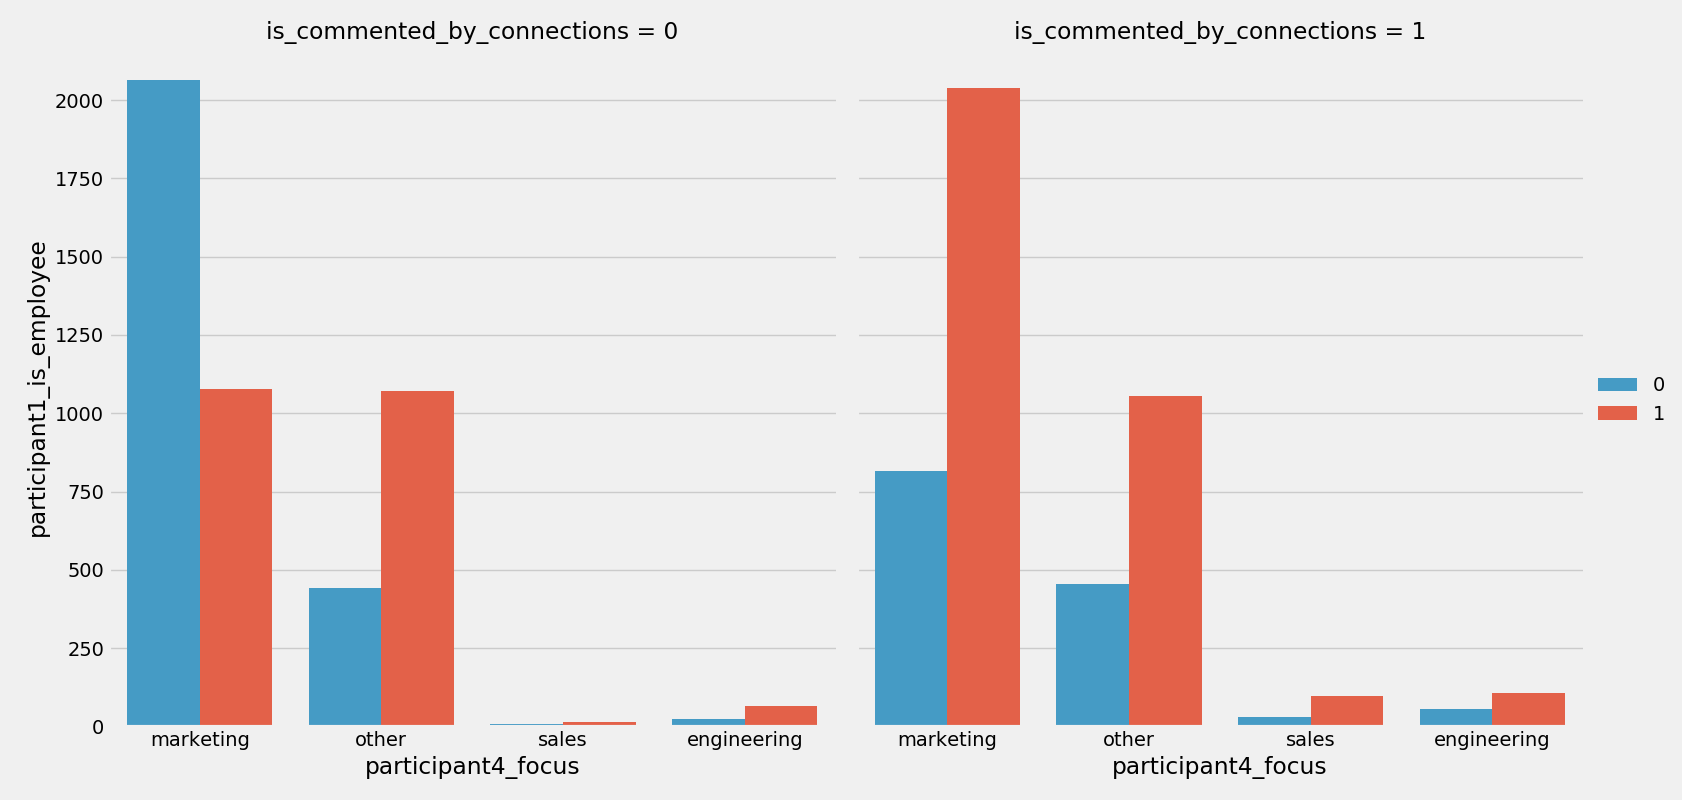 is_commented_by_connections = 0
is_commented_by_connections = 1
participant1_is_employee
2000
1750
1500
1250
1000
750
500
250
0
marketing other sales engineering
marketing other sales engineering
participant4_focus
participant4_focus
0
1